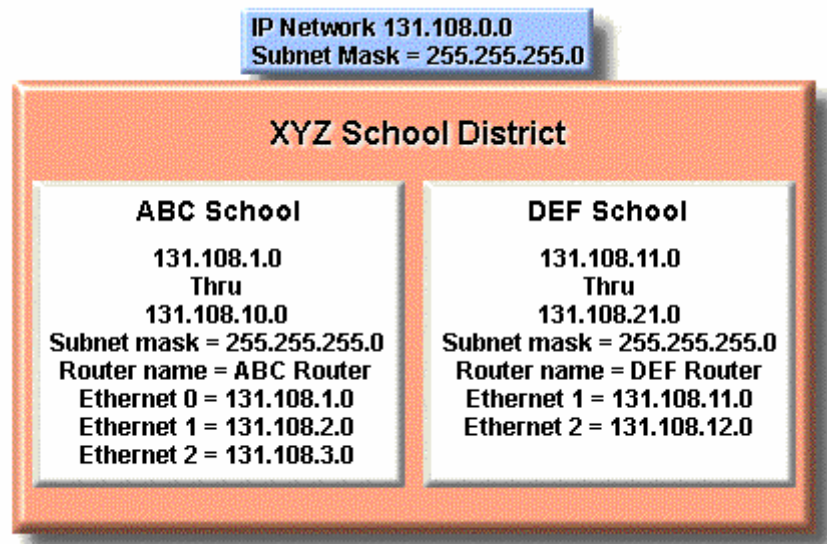 IP Network 131.108.0.0
Subnet Mask = 255.255.255.0
XYZ School District
ABC School
131.108.1.0
Thru
131.108.10.0
Subnet mask = 255.255.255.0
Router name = ABC Router
Ethernet 0 = 131.108.1.0
Ethernet 1 = 131.108.2.0
Ethernet 2 = 131.108.3.0
DEF School
131.108.11.0
Thru
131.108.21.0
Subnet mask = 255.255.255.0
Router name = DEF Router
Ethernet 1 = 131.108.11.0
Ethernet 2 = 131.108.12.0